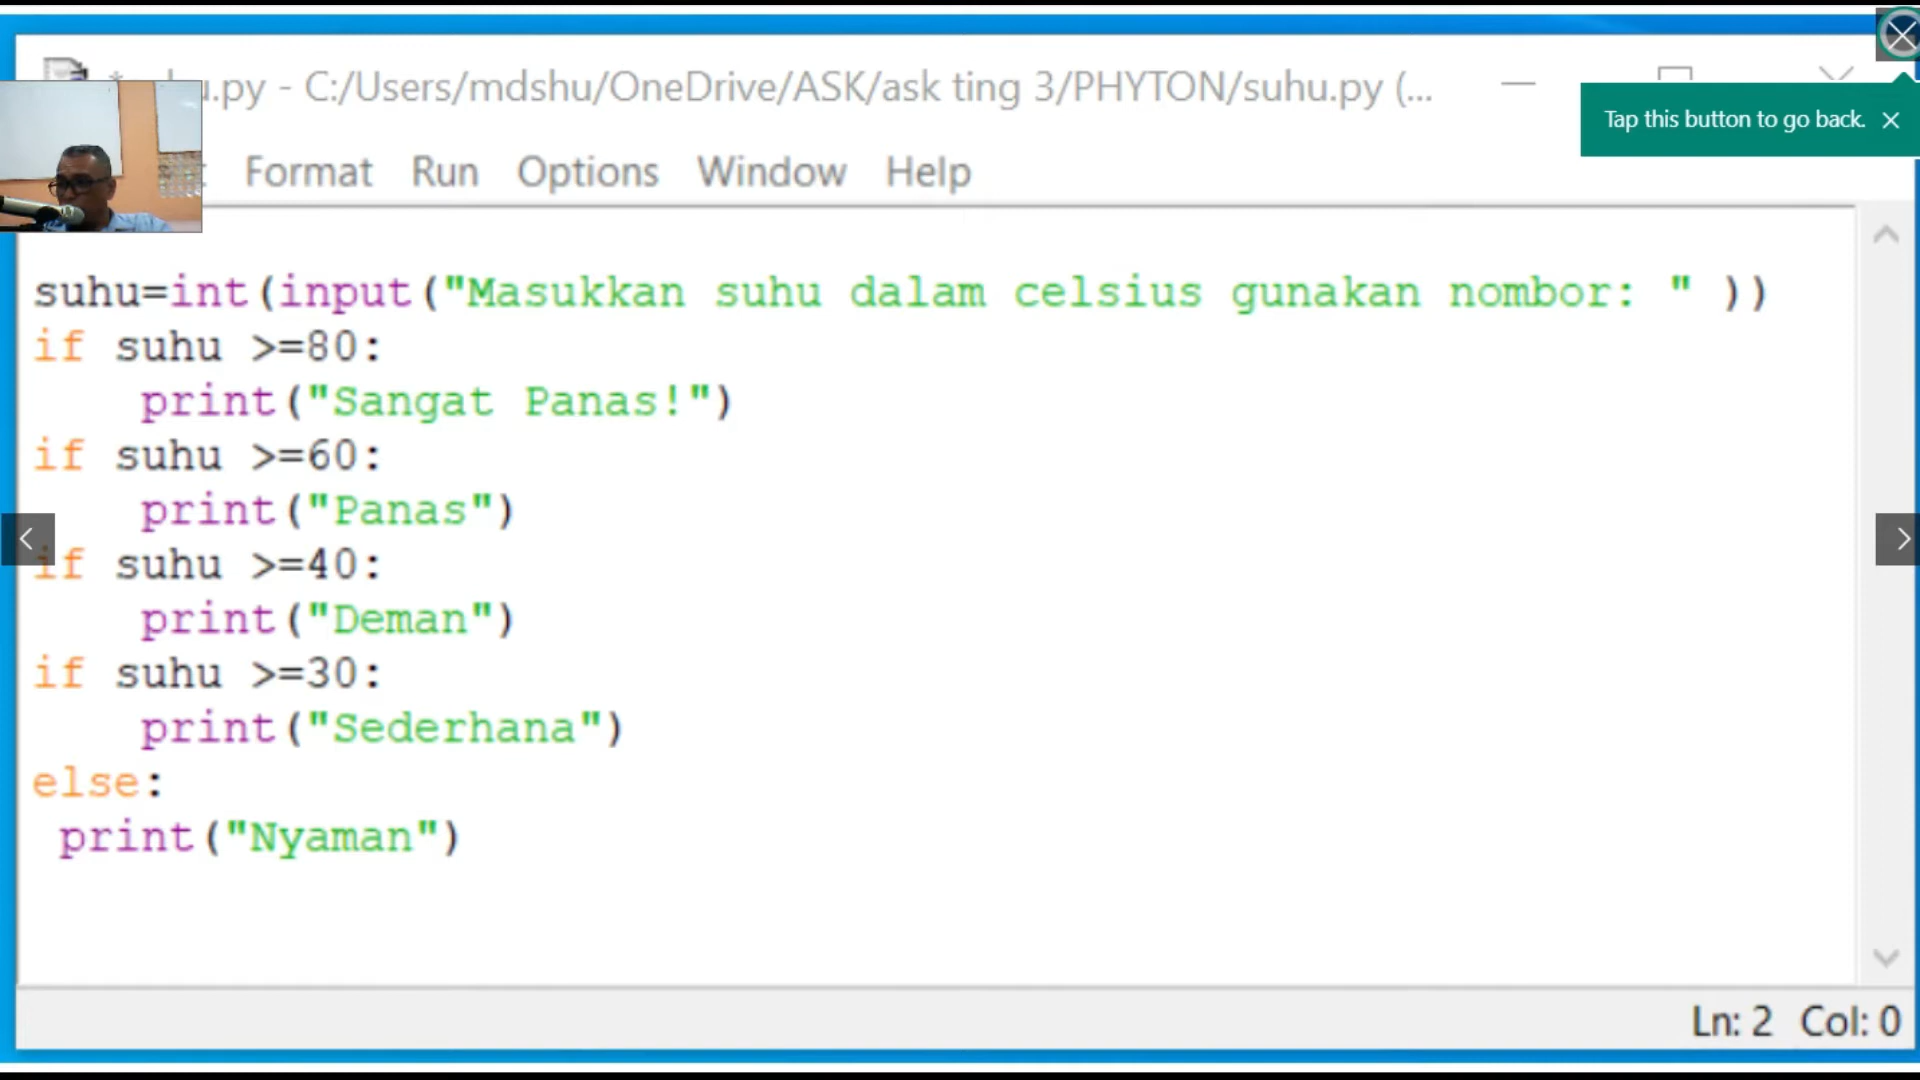 .py - C:/Users/mdshu/OneDrive/ASK/ask ting 3/PHYTON/suhu.py (...
Tap this button to go back.
Format Run Options Window Help
suhu=int(input("Masukkan suhu dalam celsius gunakan nombor: " ))
if suhu >=80:
    print("Sangat Panas!")
if suhu >=60:
    print("Panas")
if suhu >=40:
    print("Deman")
if suhu >=30:
    print("Sederhana")
else:
 print("Nyaman")
Ln: 2 Col: 0